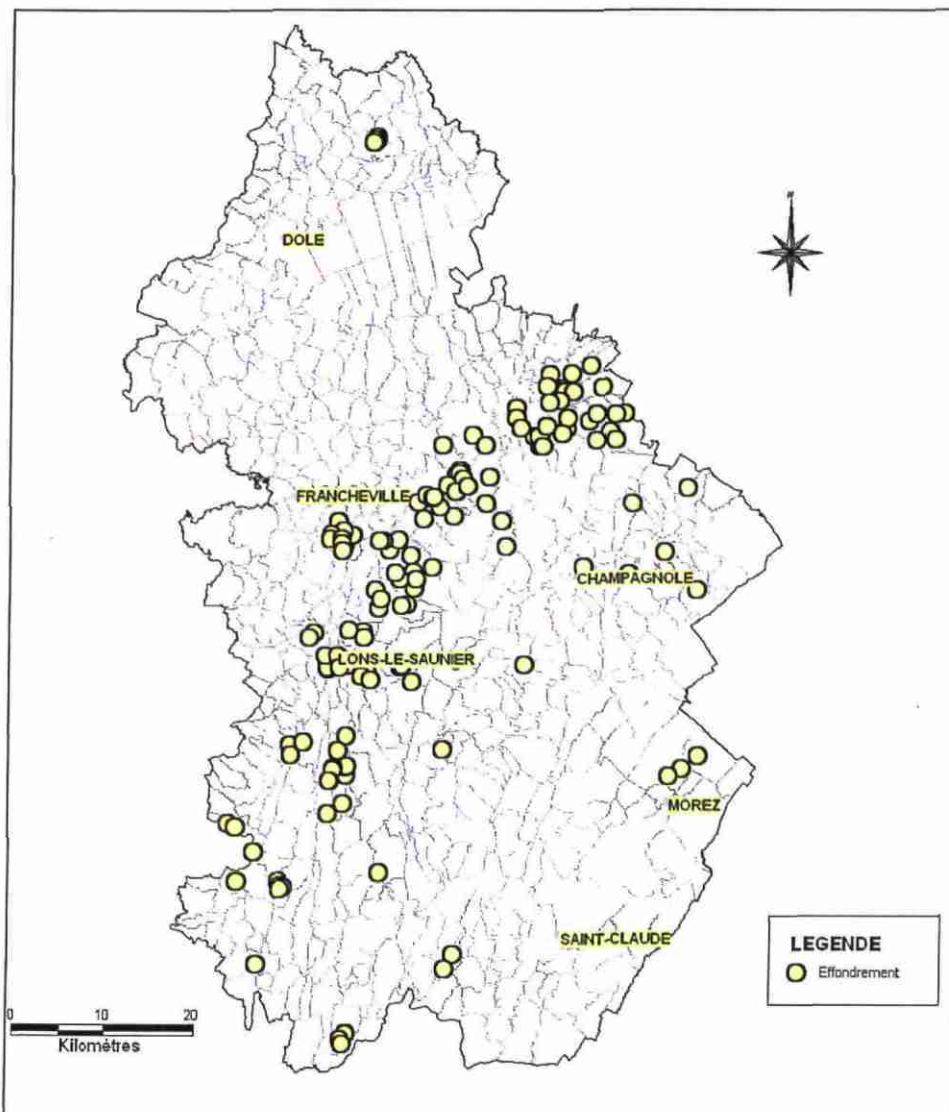 N
DOLE
FRANCHEVILLE
CHAMPAGNOLE
LONS-LE-SAUNIER
MOREZ
SAINT-CLAUDE
LEGENDE
Effondrement
0 10 20
Kilomètres